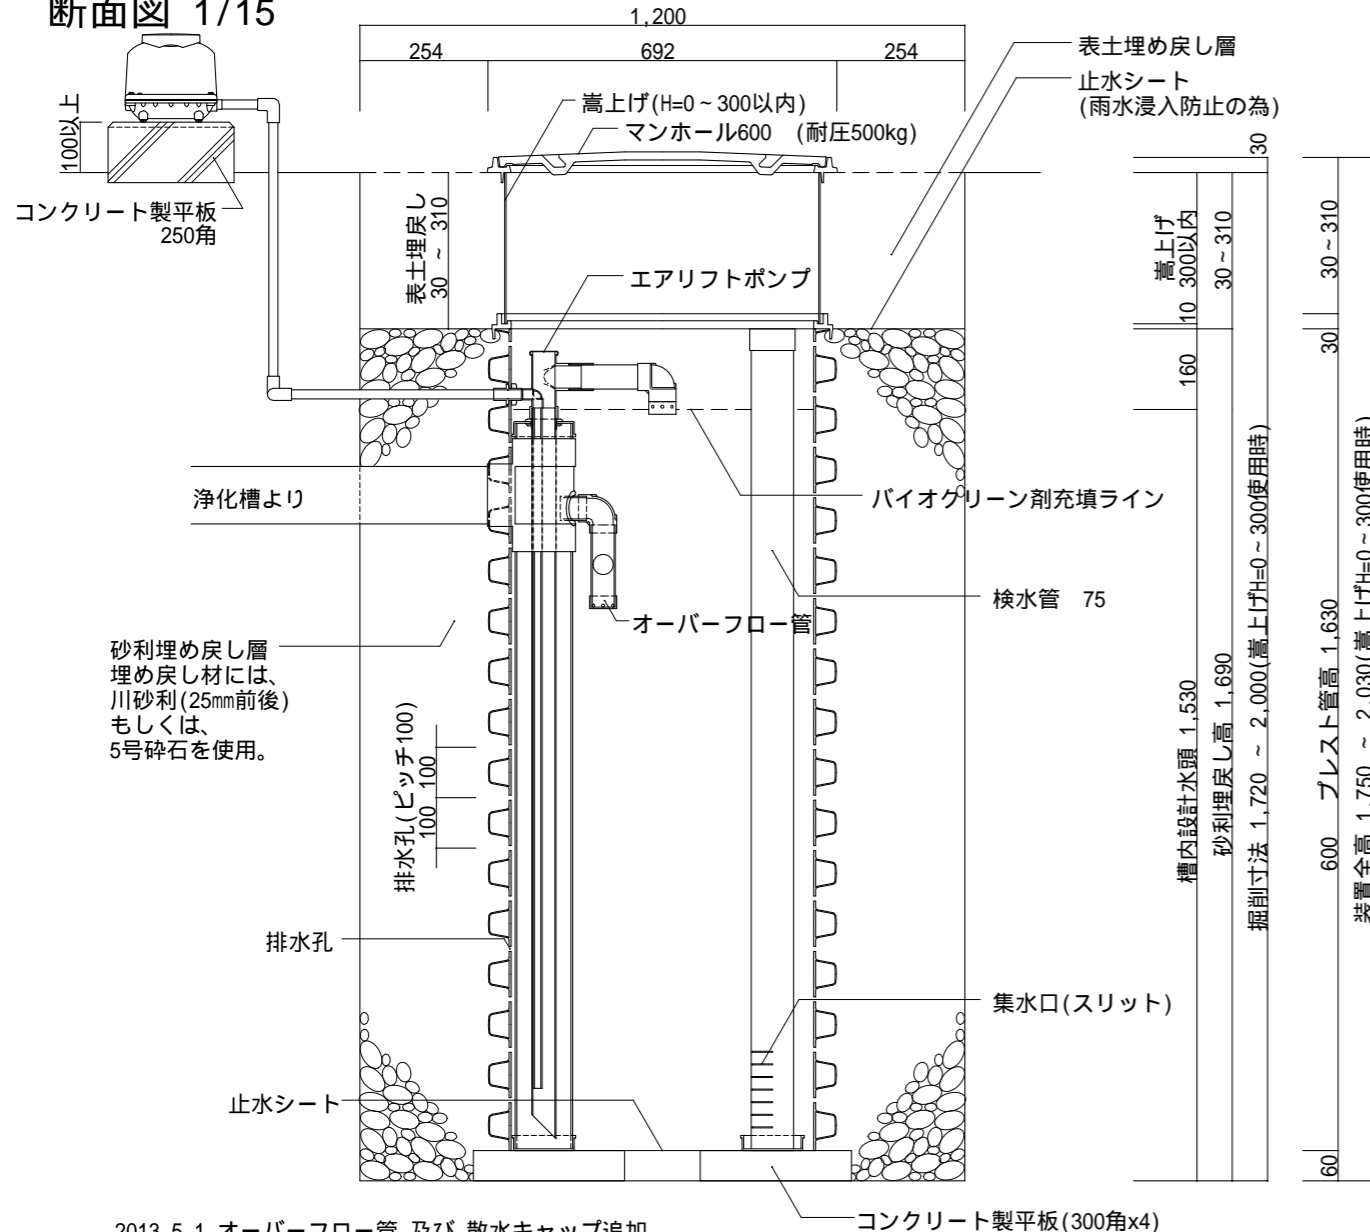 断面図 1/15
1,200
254
692
254
表土埋め戻し層
止水シート
(雨水浸入防止の為)
嵩上げ(H=0~300以内)
マンホール600 (耐圧500kg)
100以上
コンクリート製平板
250角
表土埋戻し
30 ~ 310
エアリフトポンプ
30
嵩上げ
300以内
10
30~310
30~310
160
30
浄化槽より
バイオクリーン剤充填ライン
検水管 75
オーバーフロー管
砂利埋め戻し層
埋め戻し材には、
川砂利(25㎜前後)
もしくは、
5号砕石を使用。
排水孔(ピッチ100)
100 100
槽内設計水頭 1,530
砂利埋戻し高 1,690
掘削寸法 1,720 ~ 2,000(嵩上げH=0~300使用時)
600 プレスト管高 1,630
装置全高 1,750 ~ 2,030(嵩上げH=0~300使用時)
排水孔
集水口(スリット)
止水シート
60
コンクリート製平板(300角x4)
2013.5.1 オーバーフロー管 及び 散水キャップ追加